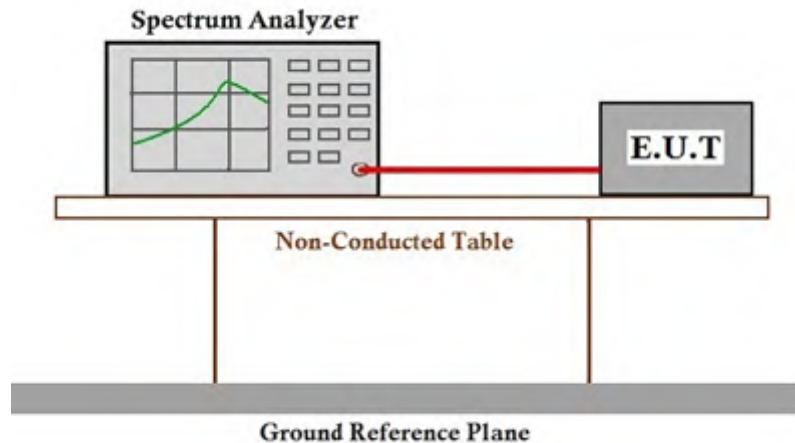 Spectrum Analyzer
E.U.T
Non-Conducted Table
Ground Reference Plane